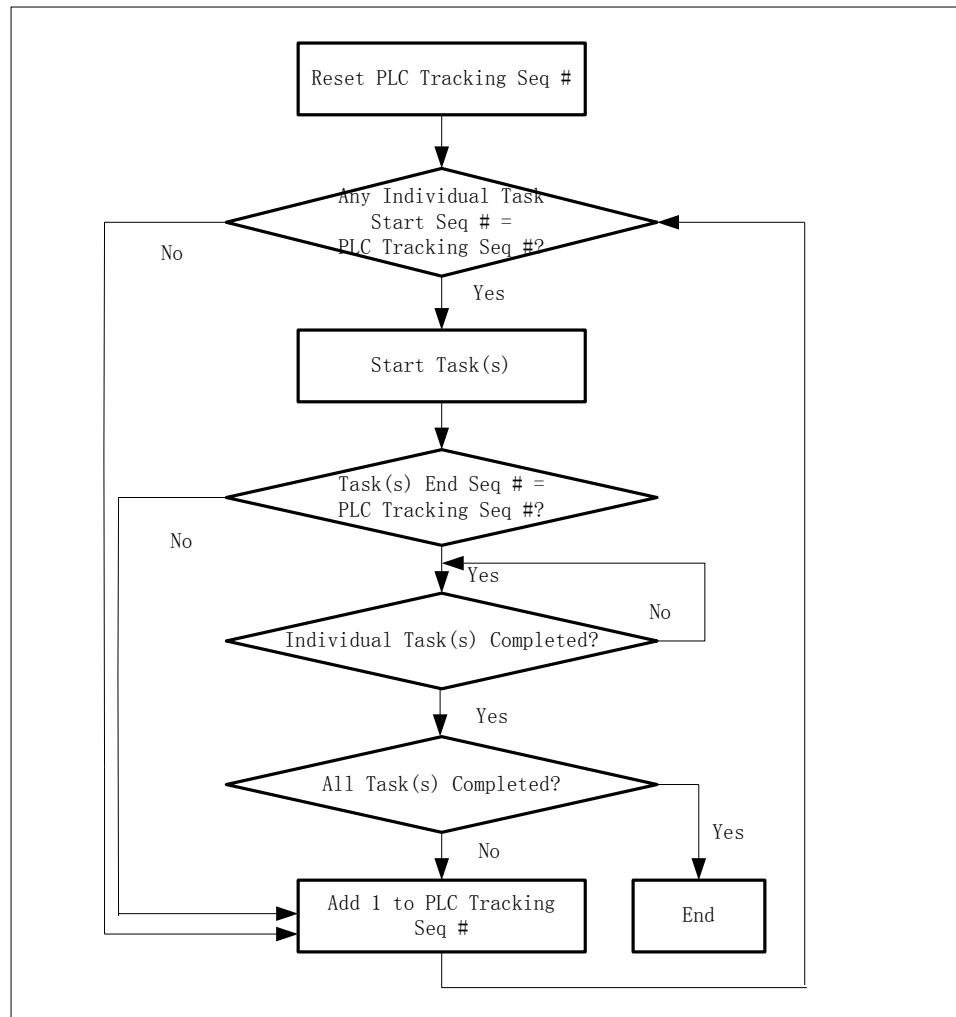 Reset PLC Tracking Seq #
Any Individual Task
Start Seq # =
PLC Tracking Seq #?
No
Yes
Start Task(s)
Task(s) End Seq # =
PLC Tracking Seq #?
No
Yes
No
Individual Task(s) Completed?
Yes
All Task(s) Completed?
Yes
No
Add 1 to PLC Tracking
Seq #
End